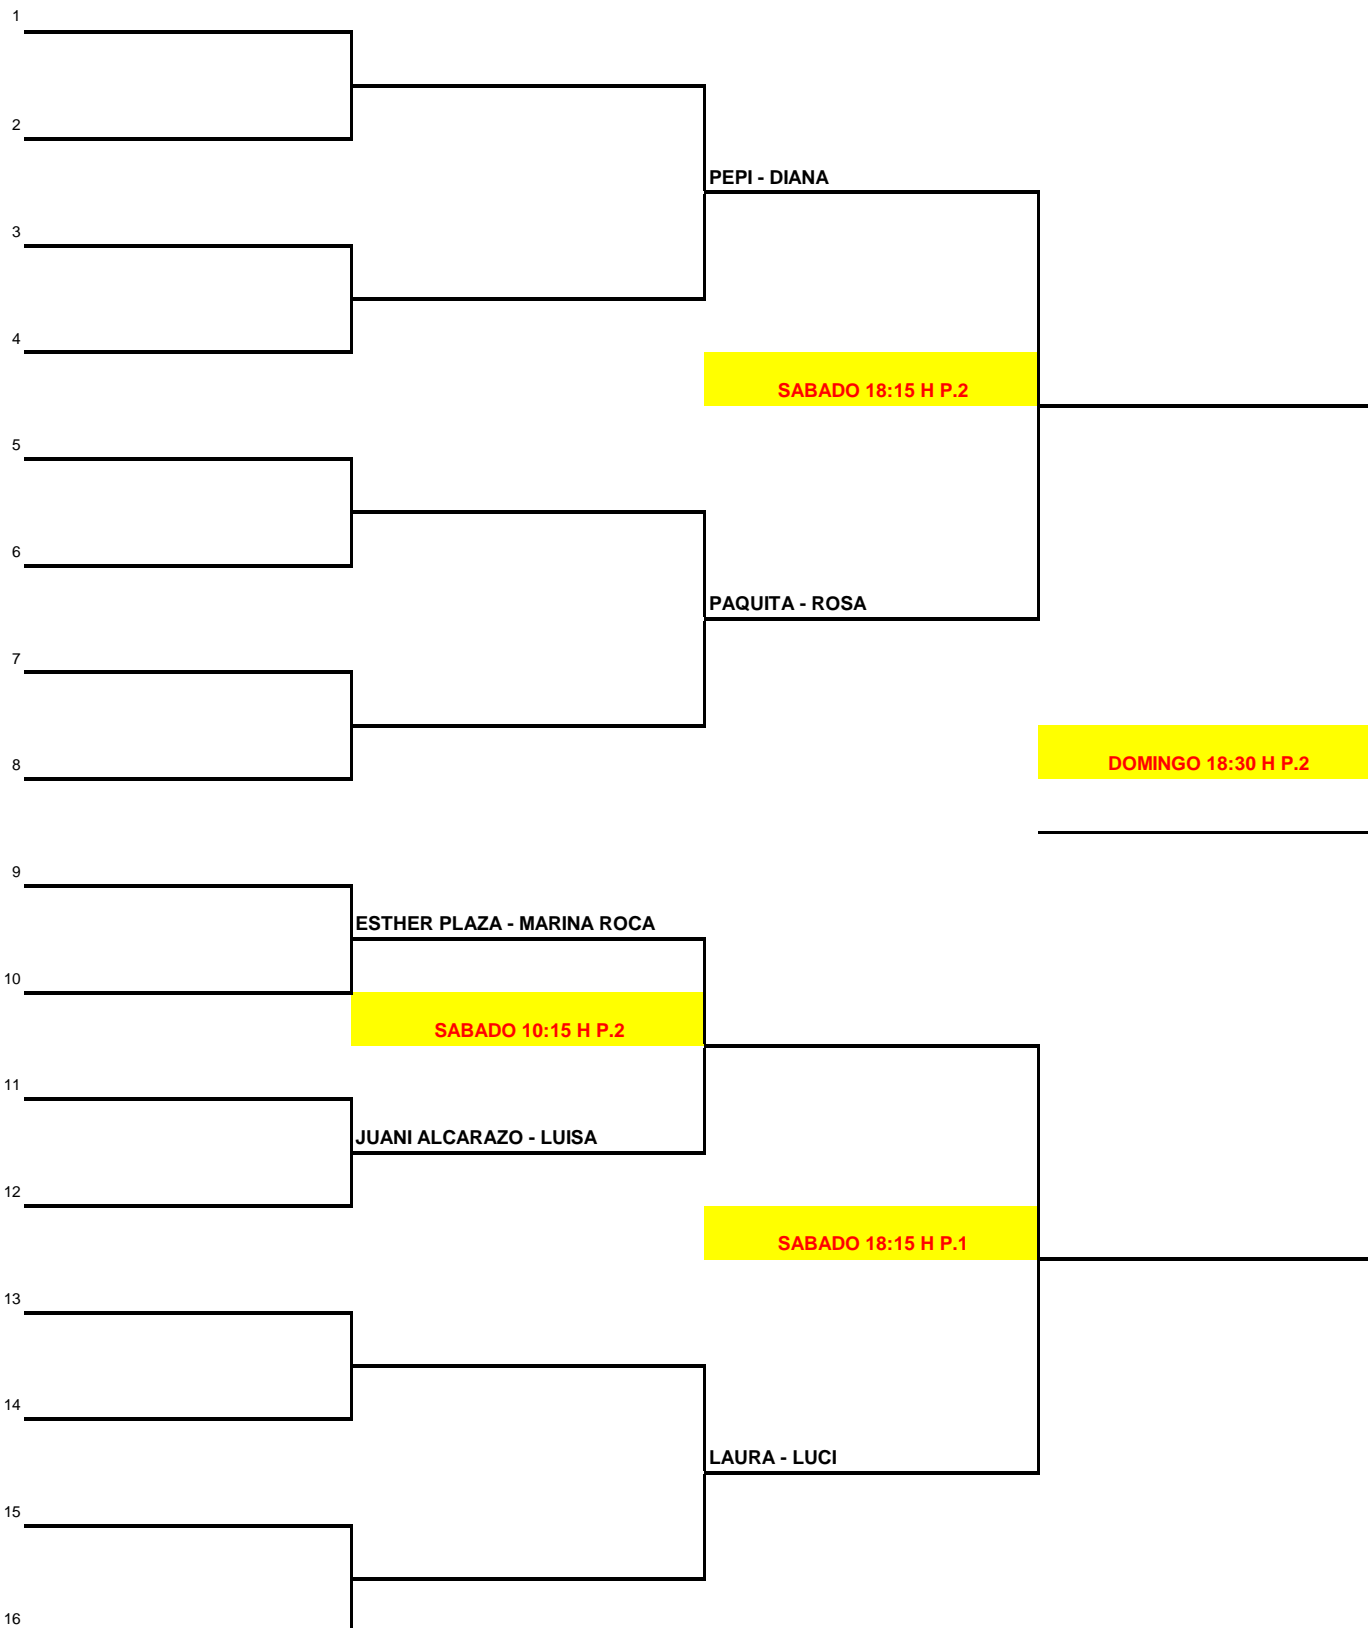 1
2
PEPI - DIANA
3
4
SABADO 18:15 H P.2
5
6
PAQUITA - ROSA
7
8
DOMINGO 18:30 H P.2
9
ESTHER PLAZA - MARINA ROCA
10
SABADO 10:15 H P.2
11
JUANI ALCARAZO - LUISA
12
SABADO 18:15 H P.1
13
14
LAURA - LUCI
15
16